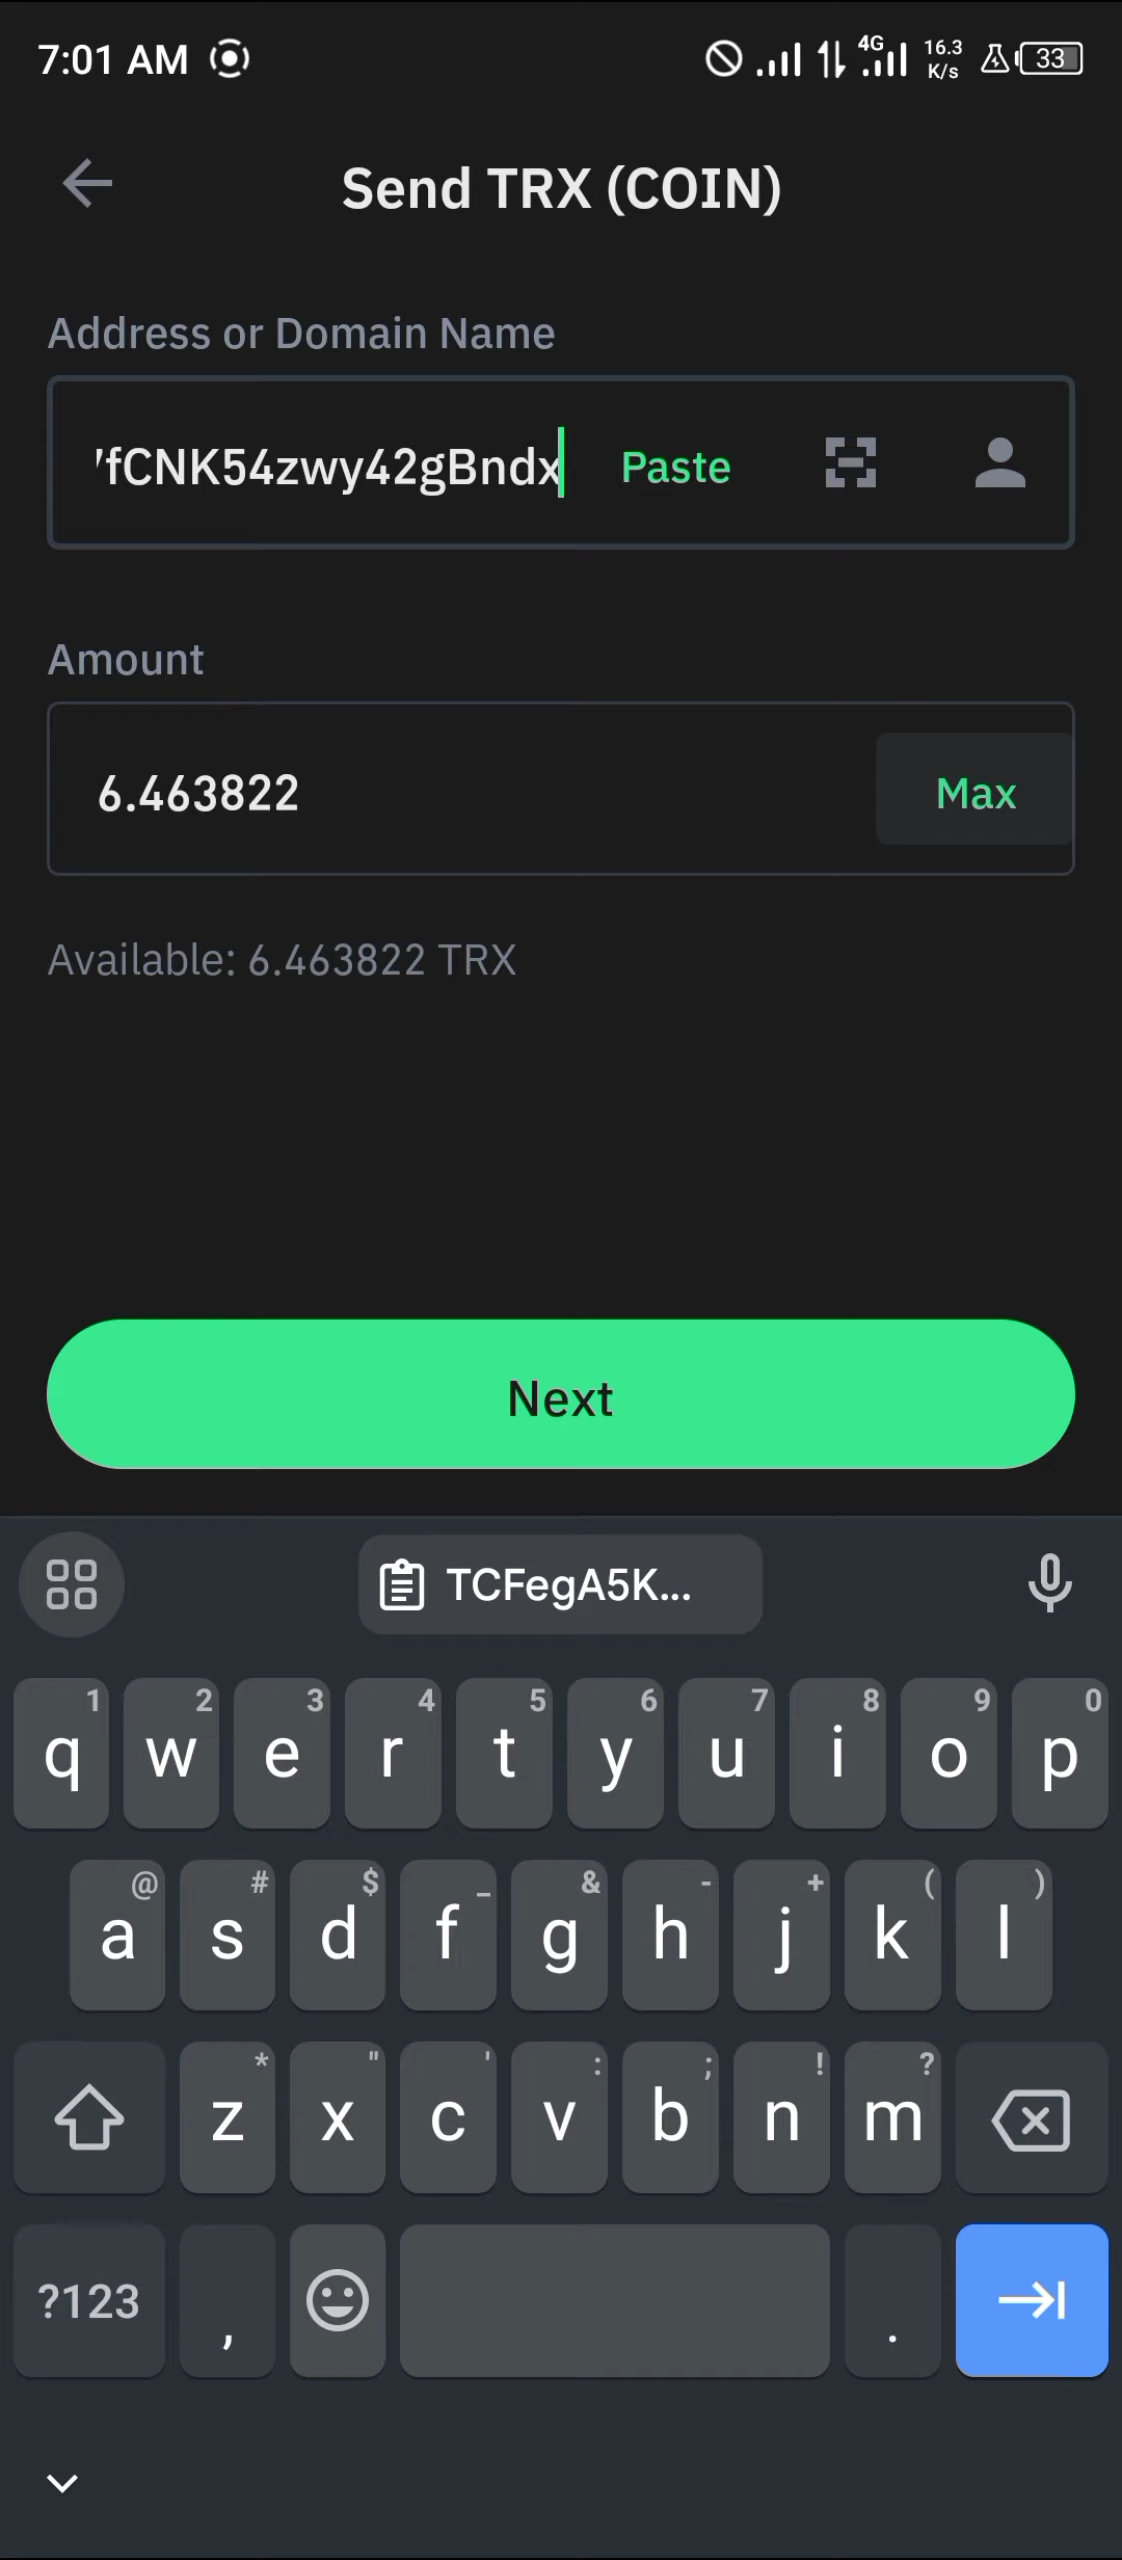 7:01 AM
4G
16.3
K/s
33
Send TRX (COIN)
Address or Domain Name
fCNK54zwy42gBndx
Paste
Amount
6.463822
Max
Available: 6.463822 TRX
Next
TCFegA5K...
1 2 3 4 5 6 7 8 9 0
q w e r t y u i o p
@ # $ _ & - + ( )
a s d f g h j k l
* " ' : ; ! ?
z x c v b n m
?123 , .